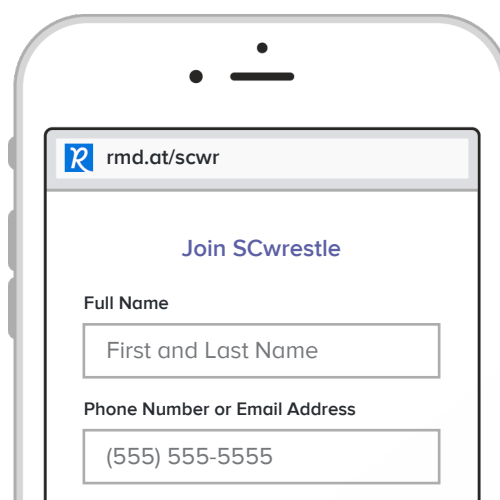 R rmd.at/scwr
Join SCwrestle
Full Name
First and Last Name
Phone Number or Email Address
(555) 555-5555